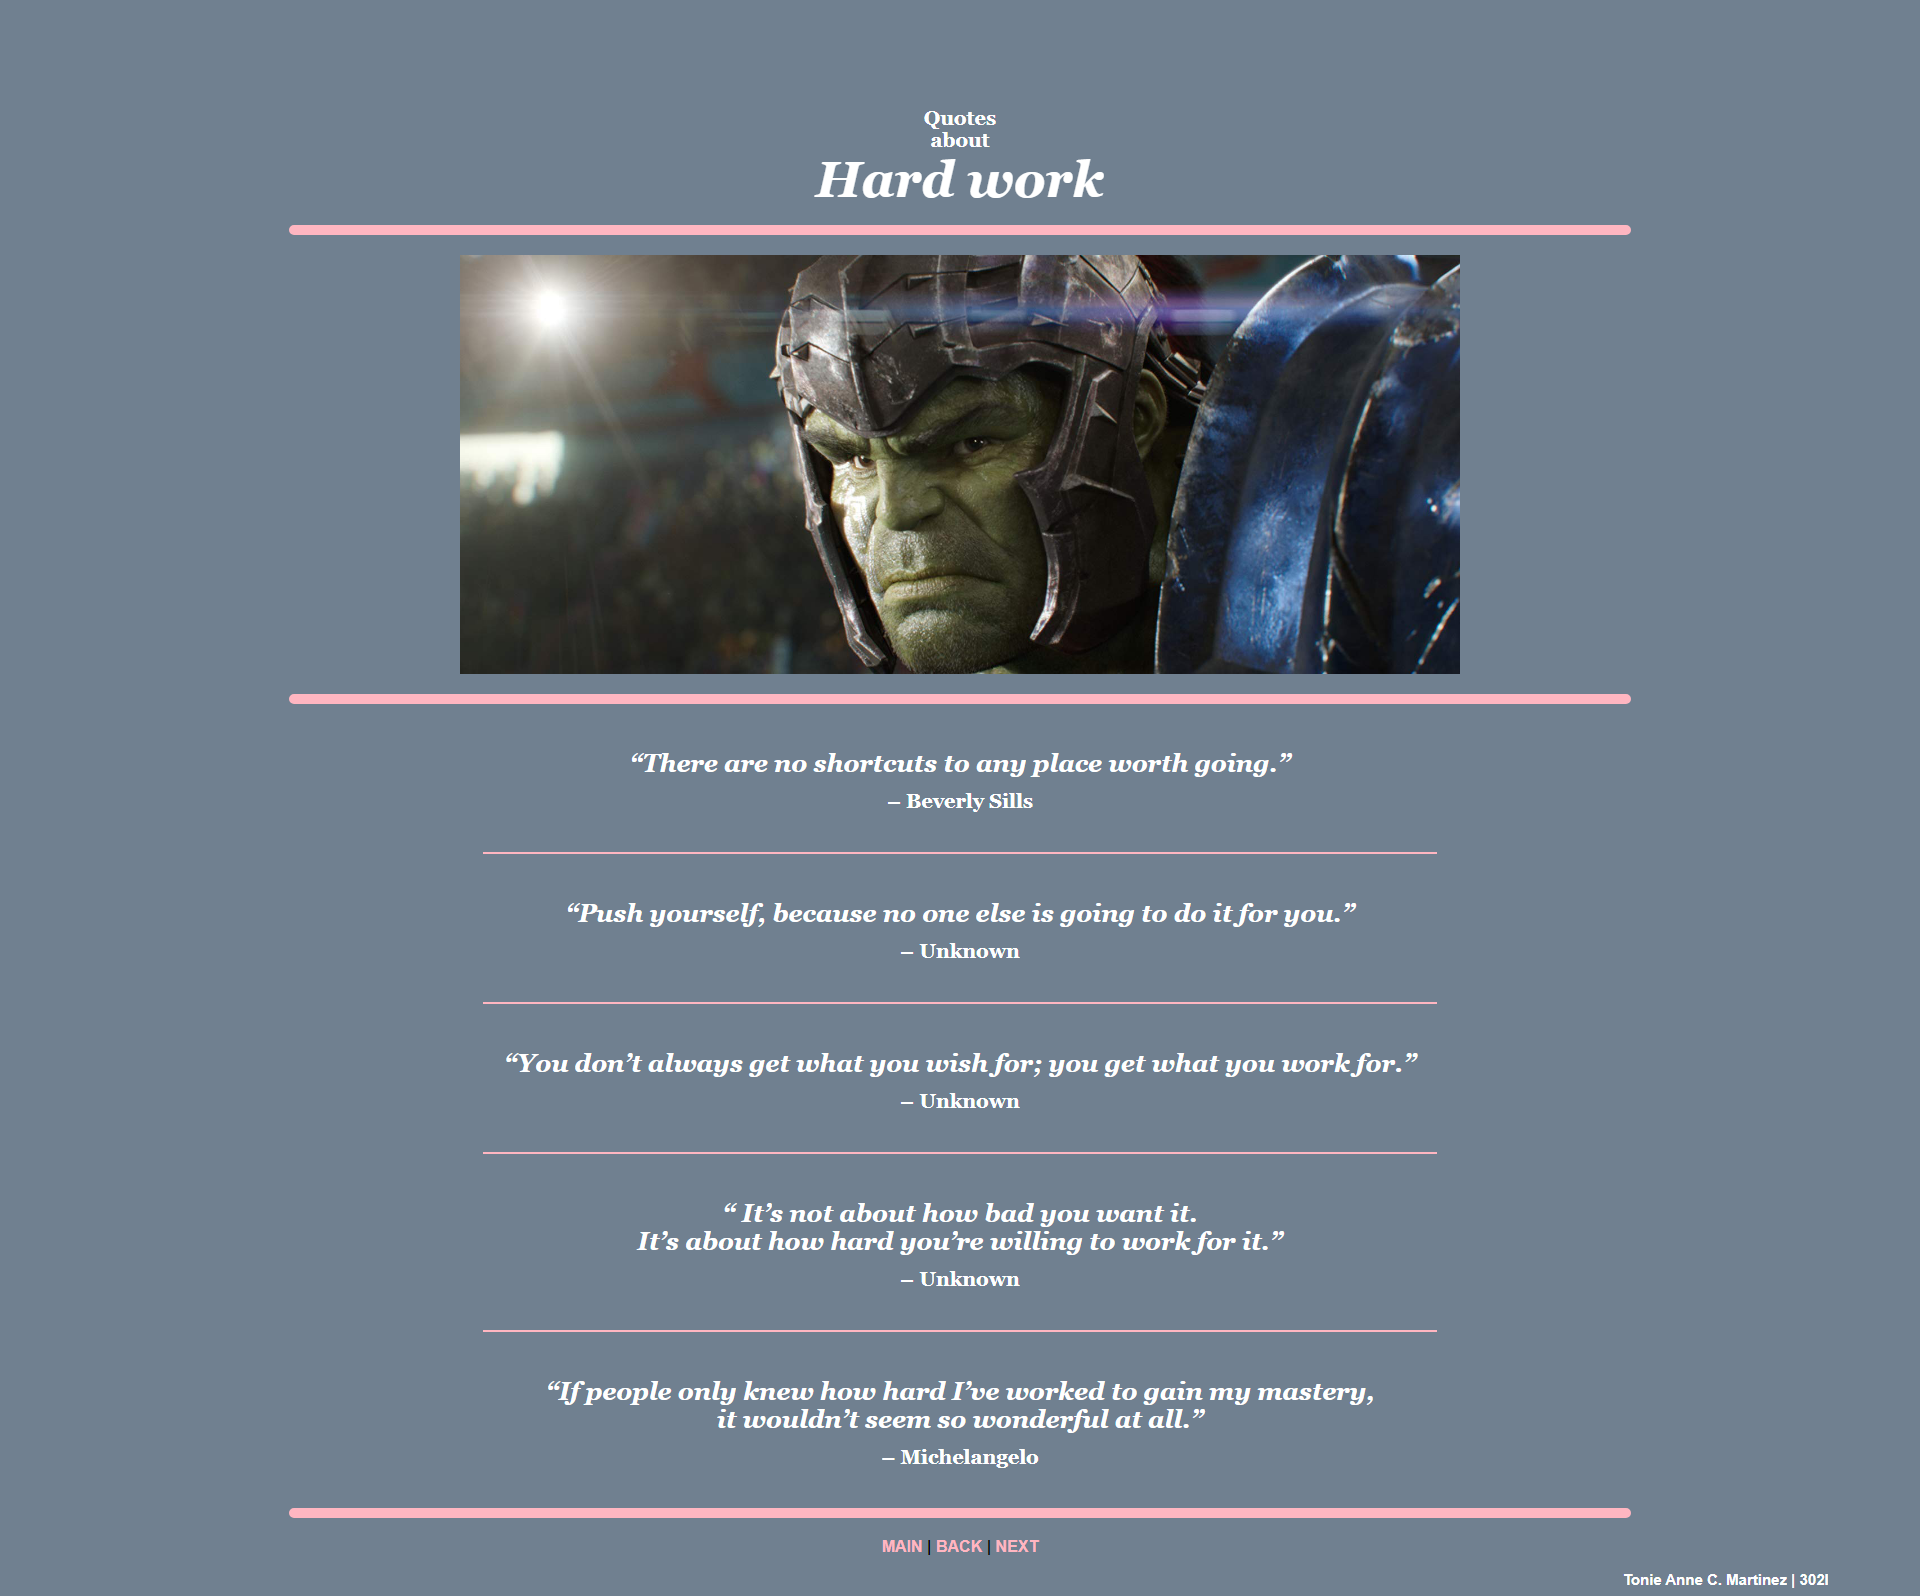 Quotes
about
Hard work
“There are no shortcuts to any place worth going.”
– Beverly Sills
“Push yourself, because no one else is going to do it for you.”
– Unknown
“You don’t always get what you wish for; you get what you work for.”
– Unknown
“ It’s not about how bad you want it.
It’s about how hard you’re willing to work for it.”
– Unknown
“If people only knew how hard I’ve worked to gain my mastery,
it wouldn’t seem so wonderful at all.”
– Michelangelo
MAIN | BACK | NEXT
Tonie Anne C. Martinez | 302I